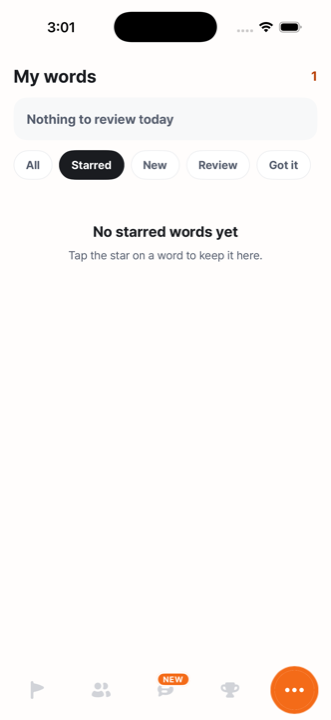 3:01
My words
1
Nothing to review today
All
Starred
New
Review
Got it
No starred words yet
Tap the star on a word to keep it here.
NEW